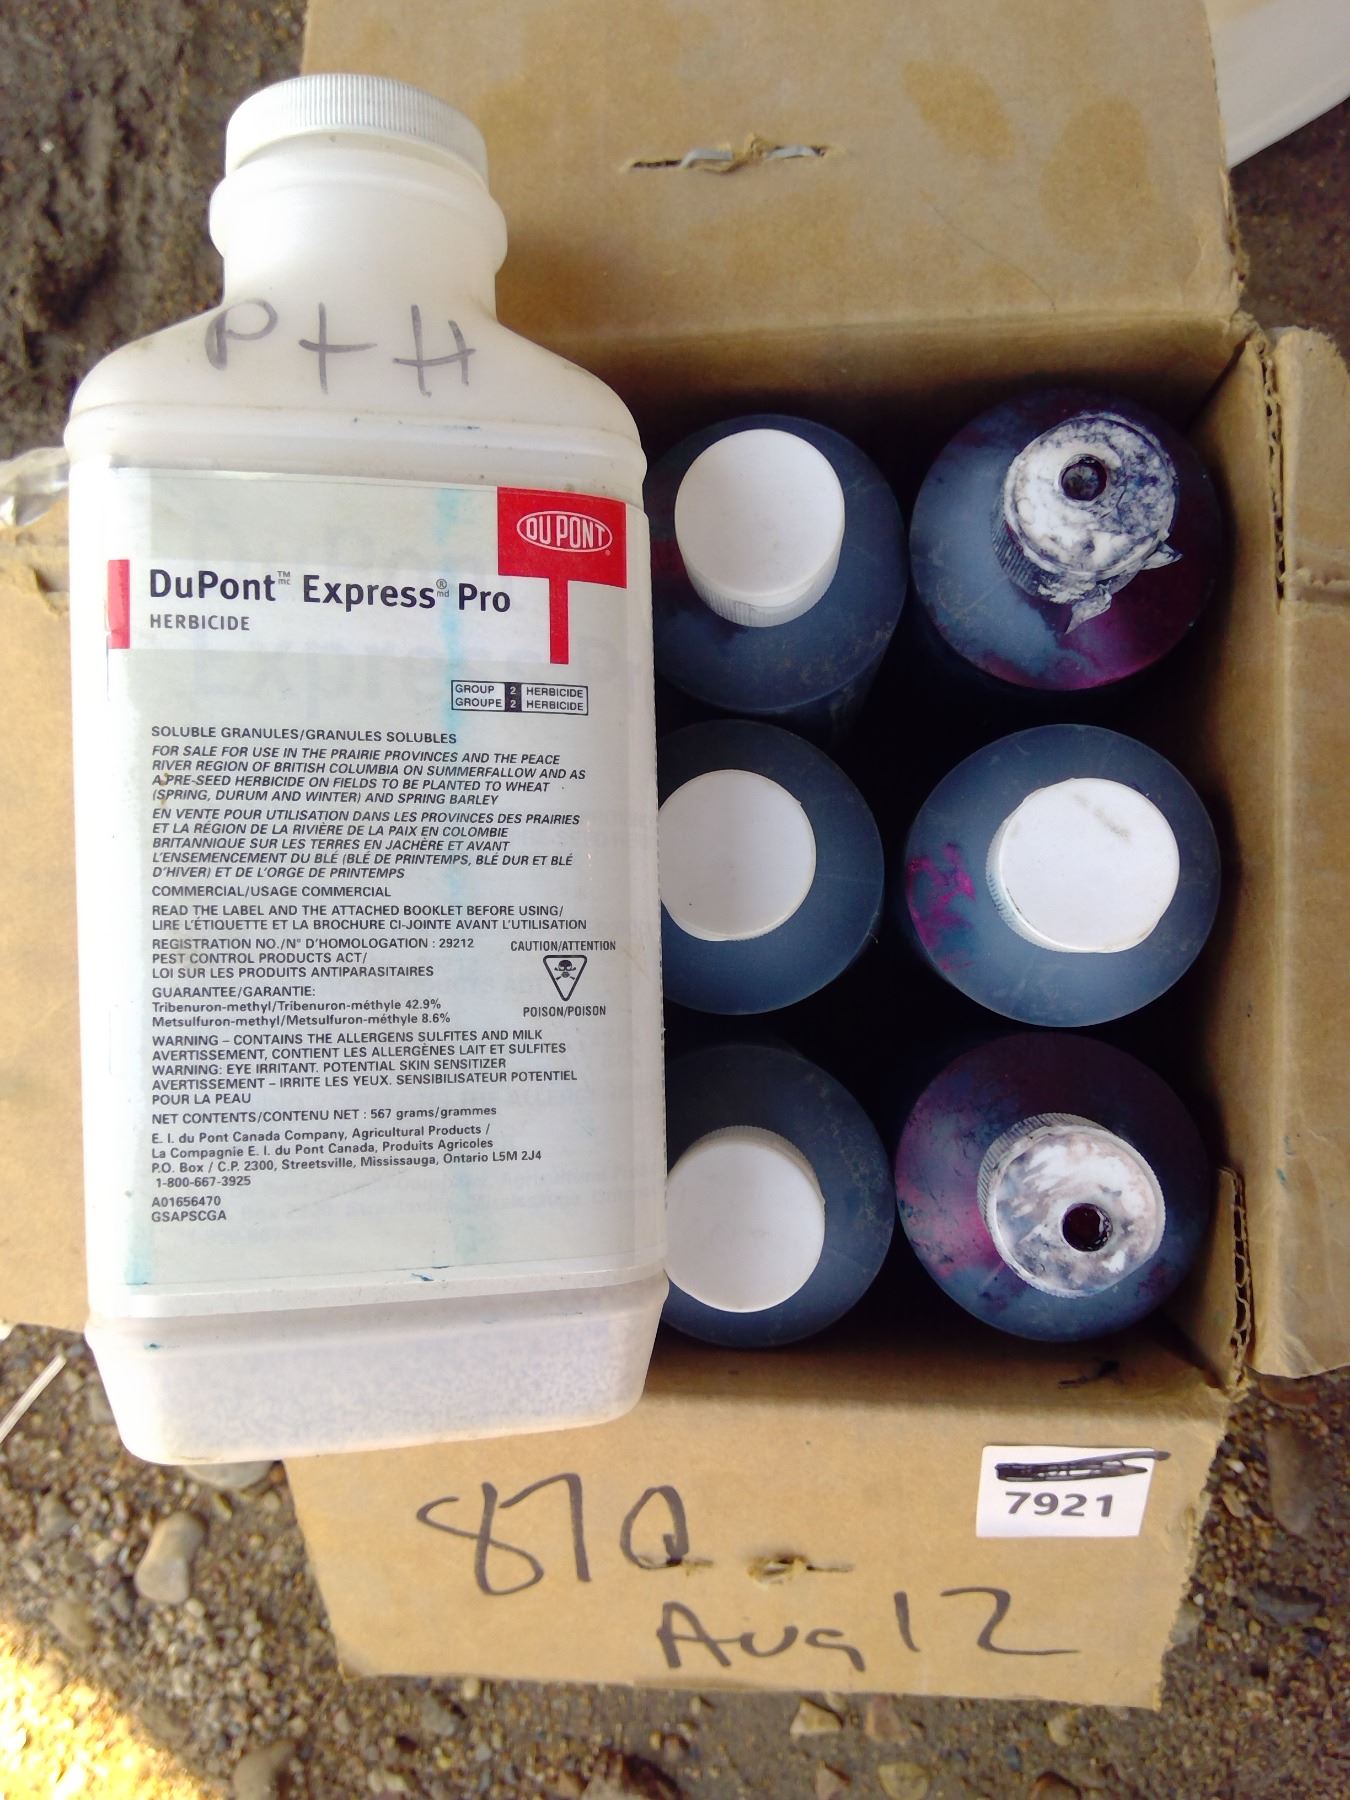 P + H
DU PONT
DuPont™ mc Express® md Pro
HERBICIDE
GROUP 2 HERBICIDE
GROUPE 2 HERBICIDE
SOLUBLE GRANULES/GRANULES SOLUBLES
FOR SALE FOR USE IN THE PRAIRIE PROVINCES AND THE PEACE
RIVER REGION OF BRITISH COLUMBIA ON SUMMERFALLOW AND AS
A PRE-SEED HERBICIDE ON FIELDS TO BE PLANTED TO WHEAT
(SPRING, DURUM AND WINTER) AND SPRING BARLEY
EN VENTE POUR UTILISATION DANS LES PROVINCES DES PRAIRIES
ET LA RÉGION DE LA RIVIÈRE DE LA PAIX EN COLOMBIE
BRITANNIQUE SUR LES TERRES EN JACHÈRE ET AVANT
L'ENSEMENCEMENT DU BLÉ (BLÉ DE PRINTEMPS, BLÉ DUR ET BLÉ
D'HIVER) ET DE L'ORGE DE PRINTEMPS
COMMERCIAL/USAGE COMMERCIAL
READ THE LABEL AND THE ATTACHED BOOKLET BEFORE USING/
LIRE L'ÉTIQUETTE ET LA BROCHURE CI-JOINTE AVANT L'UTILISATION
REGISTRATION NO./N° D'HOMOLOGATION : 29212
PEST CONTROL PRODUCTS ACT/
LOI SUR LES PRODUITS ANTIPARASITAIRES
CAUTION/ATTENTION
POISON/POISON
GUARANTEE/GARANTIE:
Tribenuron-methyl/Tribenuron-méthyle 42.9%
Metsulfuron-methyl/Metsulfuron-méthyle 8.6%
WARNING – CONTAINS THE ALLERGENS SULFITES AND MILK
AVERTISSEMENT, CONTIENT LES ALLERGÈNES LAIT ET SULFITES
WARNING: EYE IRRITANT. POTENTIAL SKIN SENSITIZER
AVERTISSEMENT – IRRITE LES YEUX. SENSIBILISATEUR POTENTIEL
POUR LA PEAU
NET CONTENTS/CONTENU NET : 567 grams/grammes
E. I. du Pont Canada Company, Agricultural Products /
La Compagnie E. I. du Pont Canada, Produits Agricoles
P.O. Box / C.P. 2300, Streetsville, Mississauga, Ontario L5M 2J4
1-800-667-3925
A01656470
GSAPSCGA
7921
Aug 12